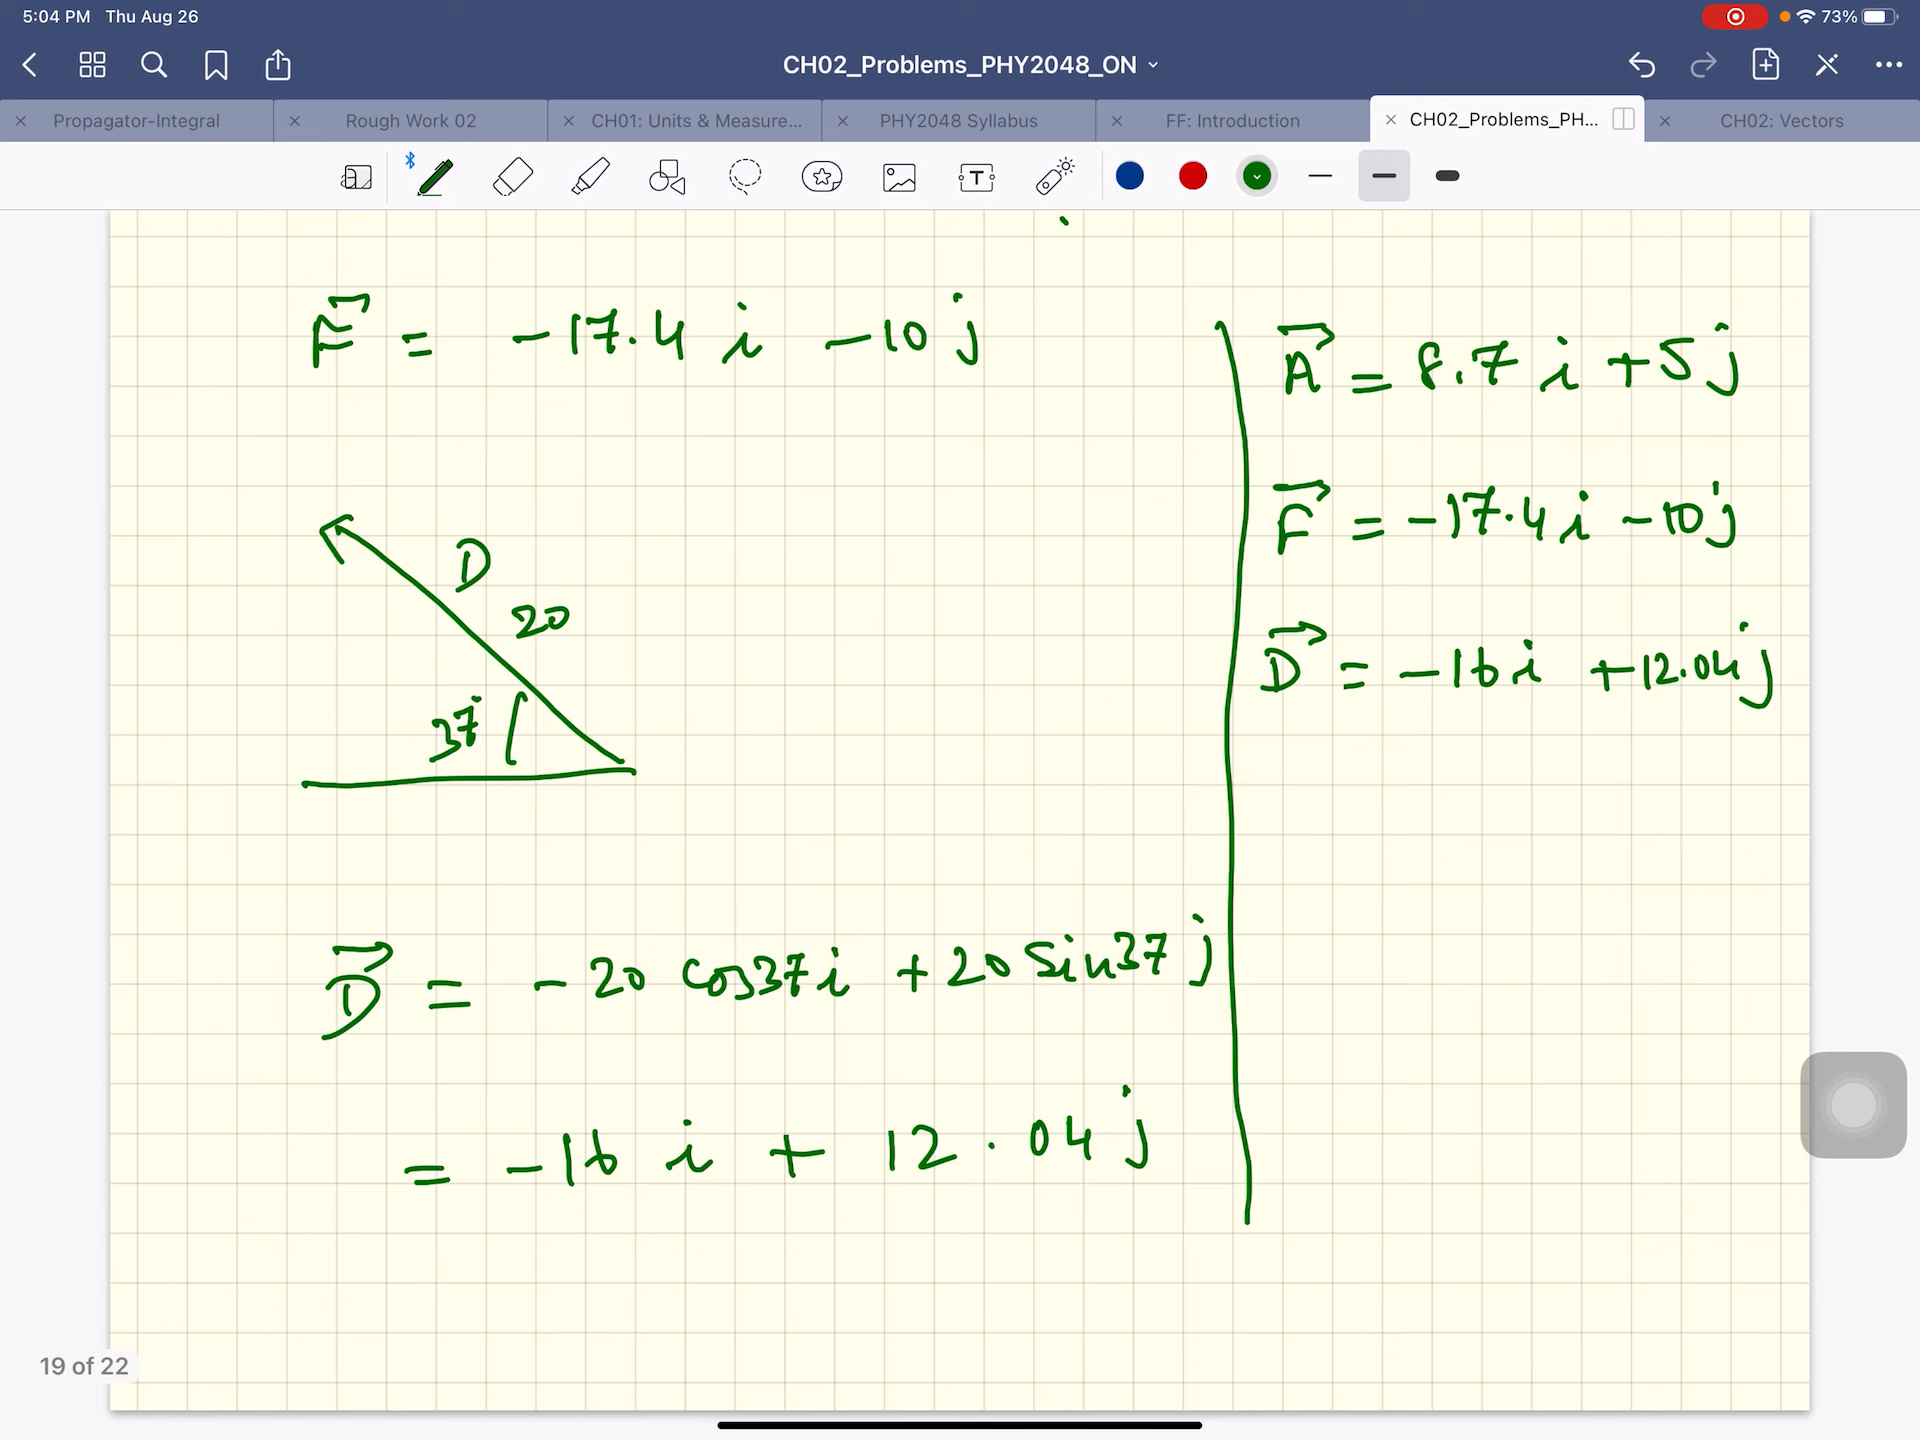 5:04 PM Thu Aug 26 73%
CH02_Problems_PHY2048_ON
Propagator-Integral Rough Work 02 CH01: Units & Measure... PHY2048 Syllabus FF: Introduction CH02_Problems_PH... CH02: Vectors
F⃗ = -17.4 i -10 j
A⃗ = 8.7 i + 5 j
F⃗ = -17.4 i -10 j
D⃗ = -16 i +12.04 j
D
20
37°
D⃗ = -20 cos37 i +20 Sin37 j
= -16 i + 12.04 j
19 of 22